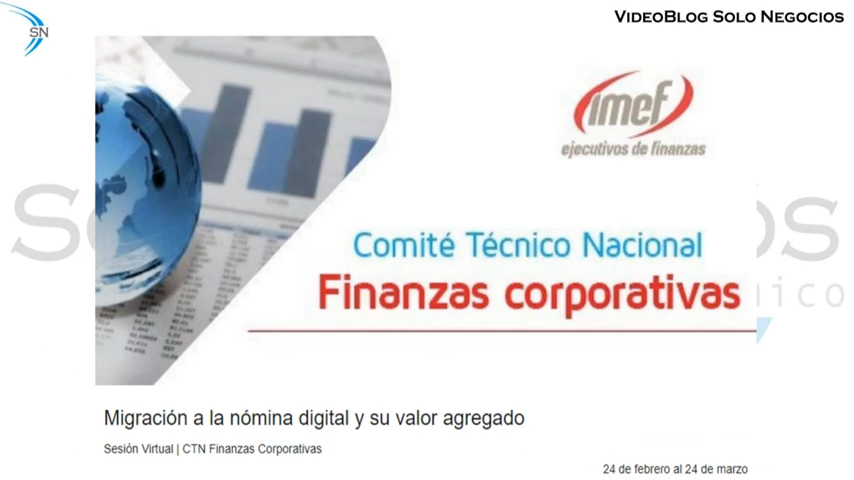 SN
VideoBlog Solo Negocios
imef
ejecutivos de finanzas
Comité Técnico Nacional
Finanzas corporativas
Migración a la nómina digital y su valor agregado
Sesión Virtual | CTN Finanzas Corporativas
24 de febrero al 24 de marzo